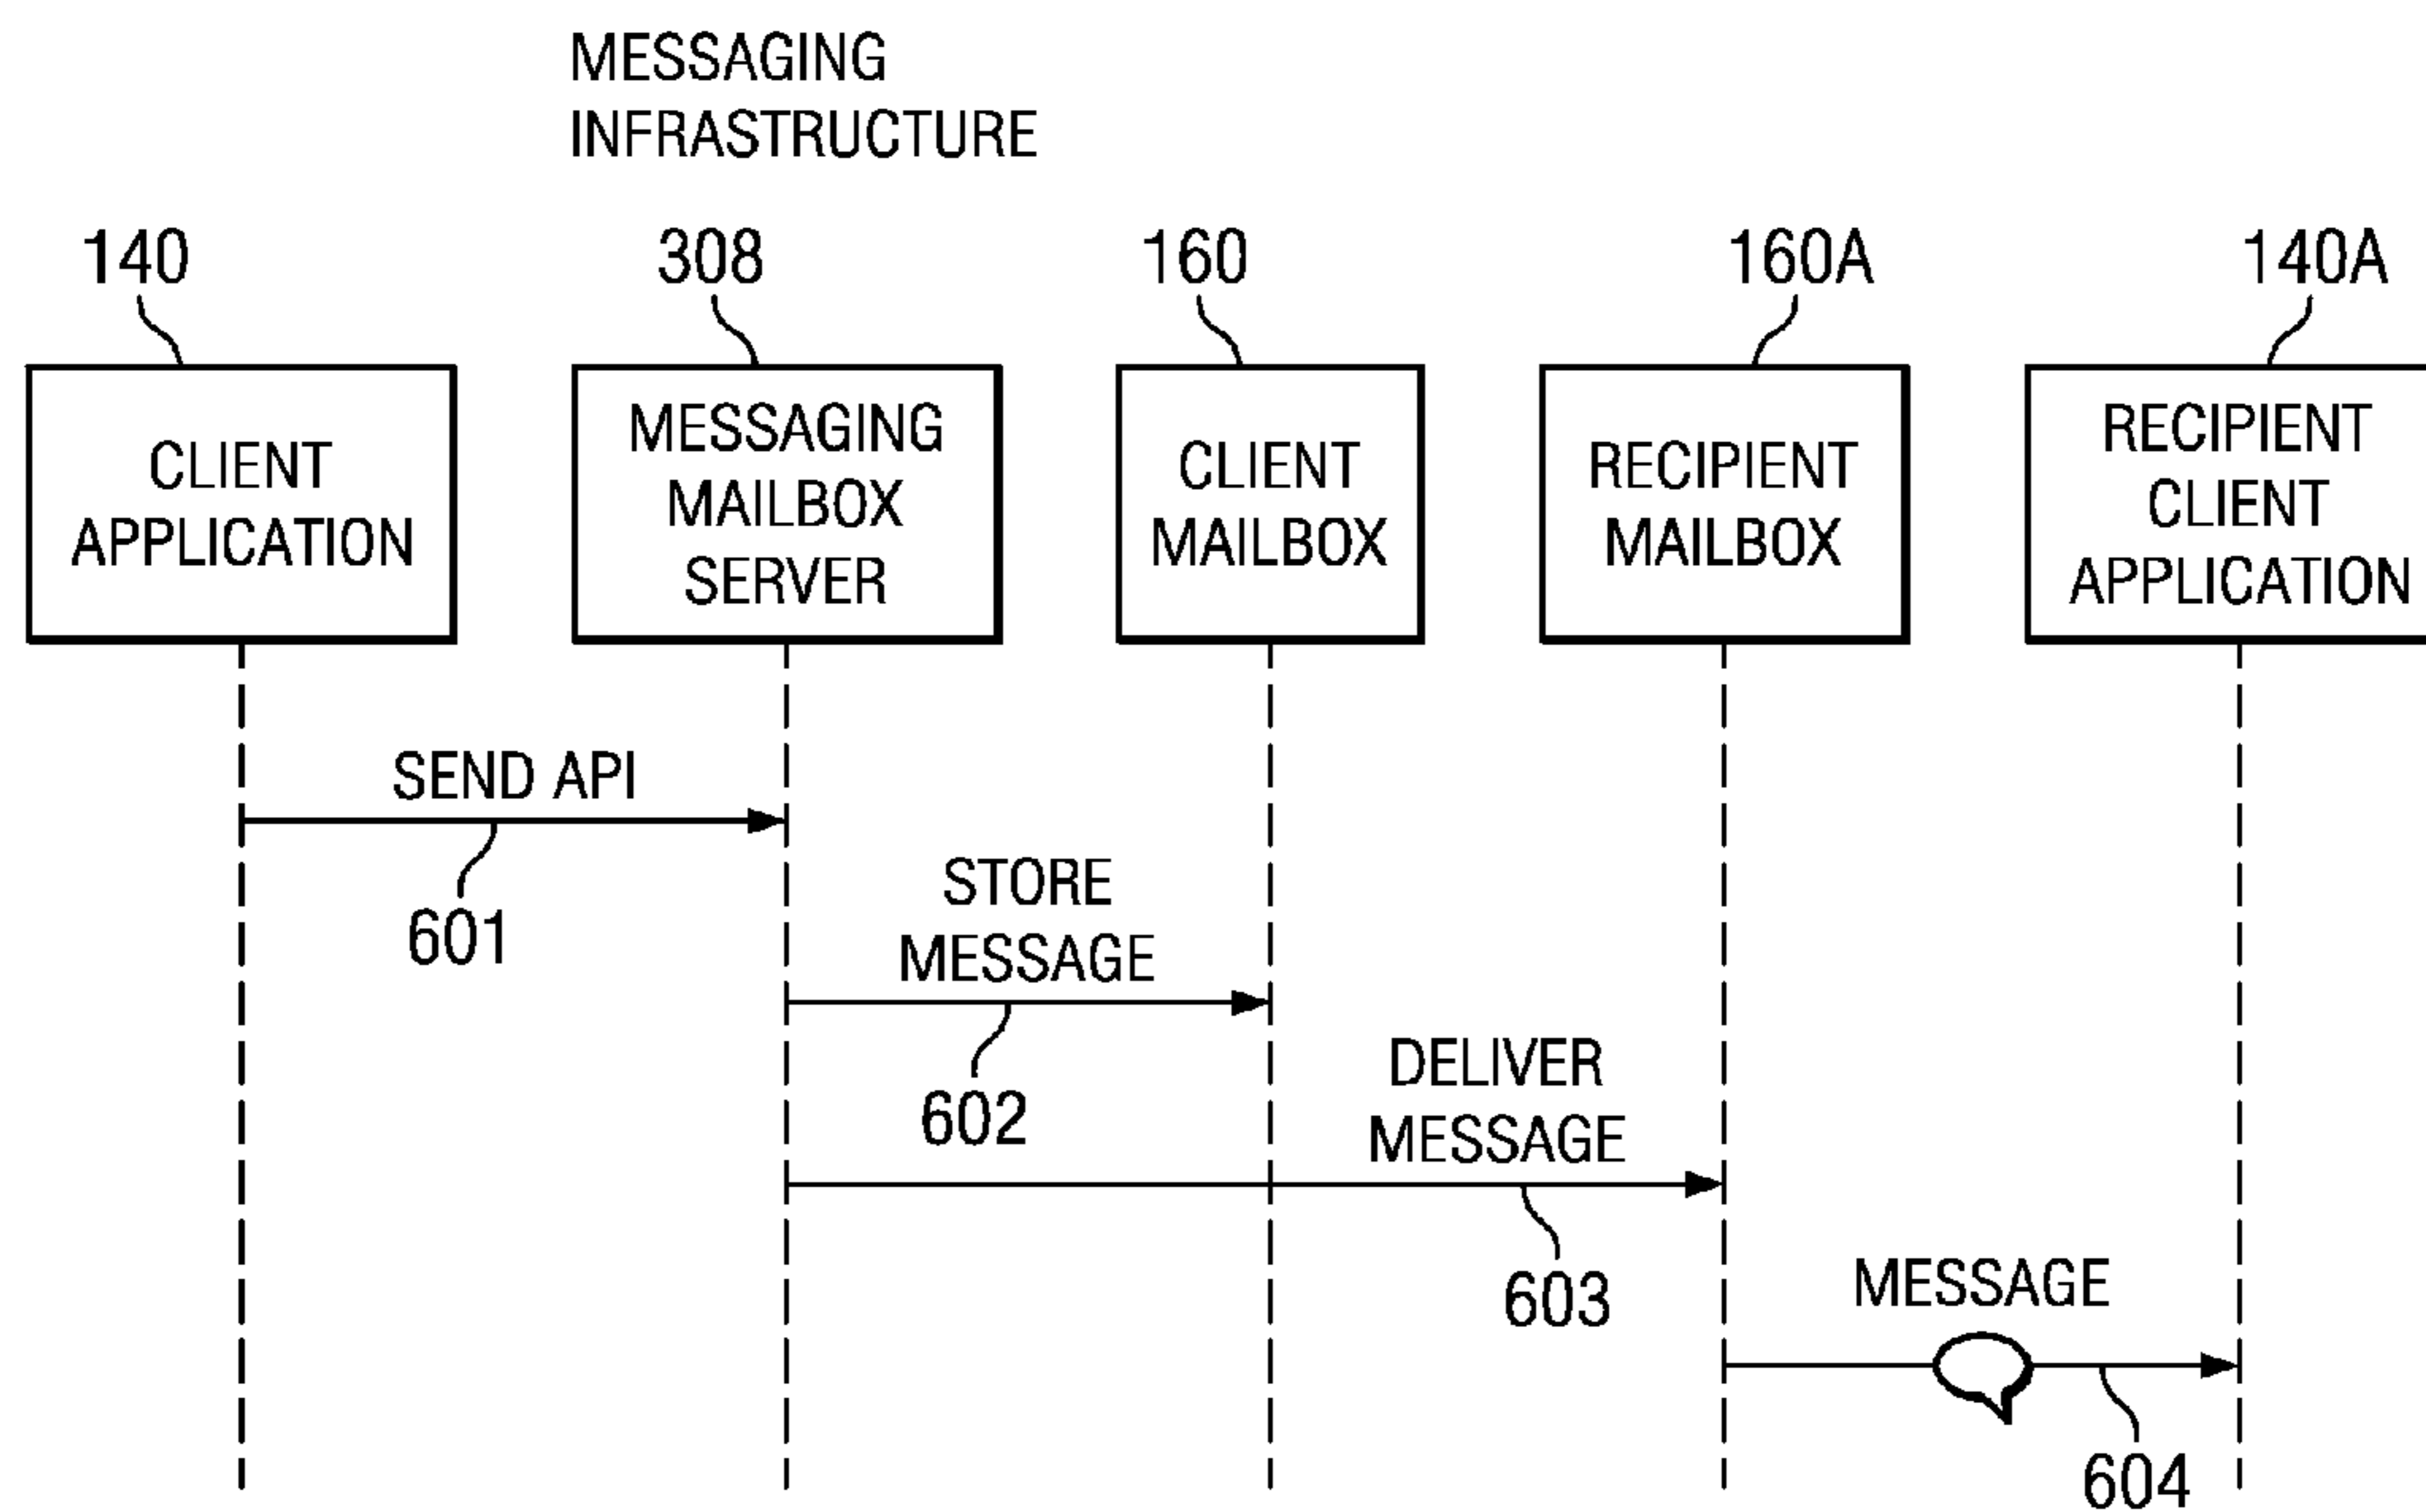 MESSAGING
INFRASTRUCTURE
140
308
160
160A
140A
CLIENT
APPLICATION
MESSAGING
MAILBOX
SERVER
CLIENT
MAILBOX
RECIPIENT
MAILBOX
RECIPIENT
CLIENT
APPLICATION
SEND API
601
STORE
MESSAGE
602
DELIVER
MESSAGE
603
MESSAGE
604